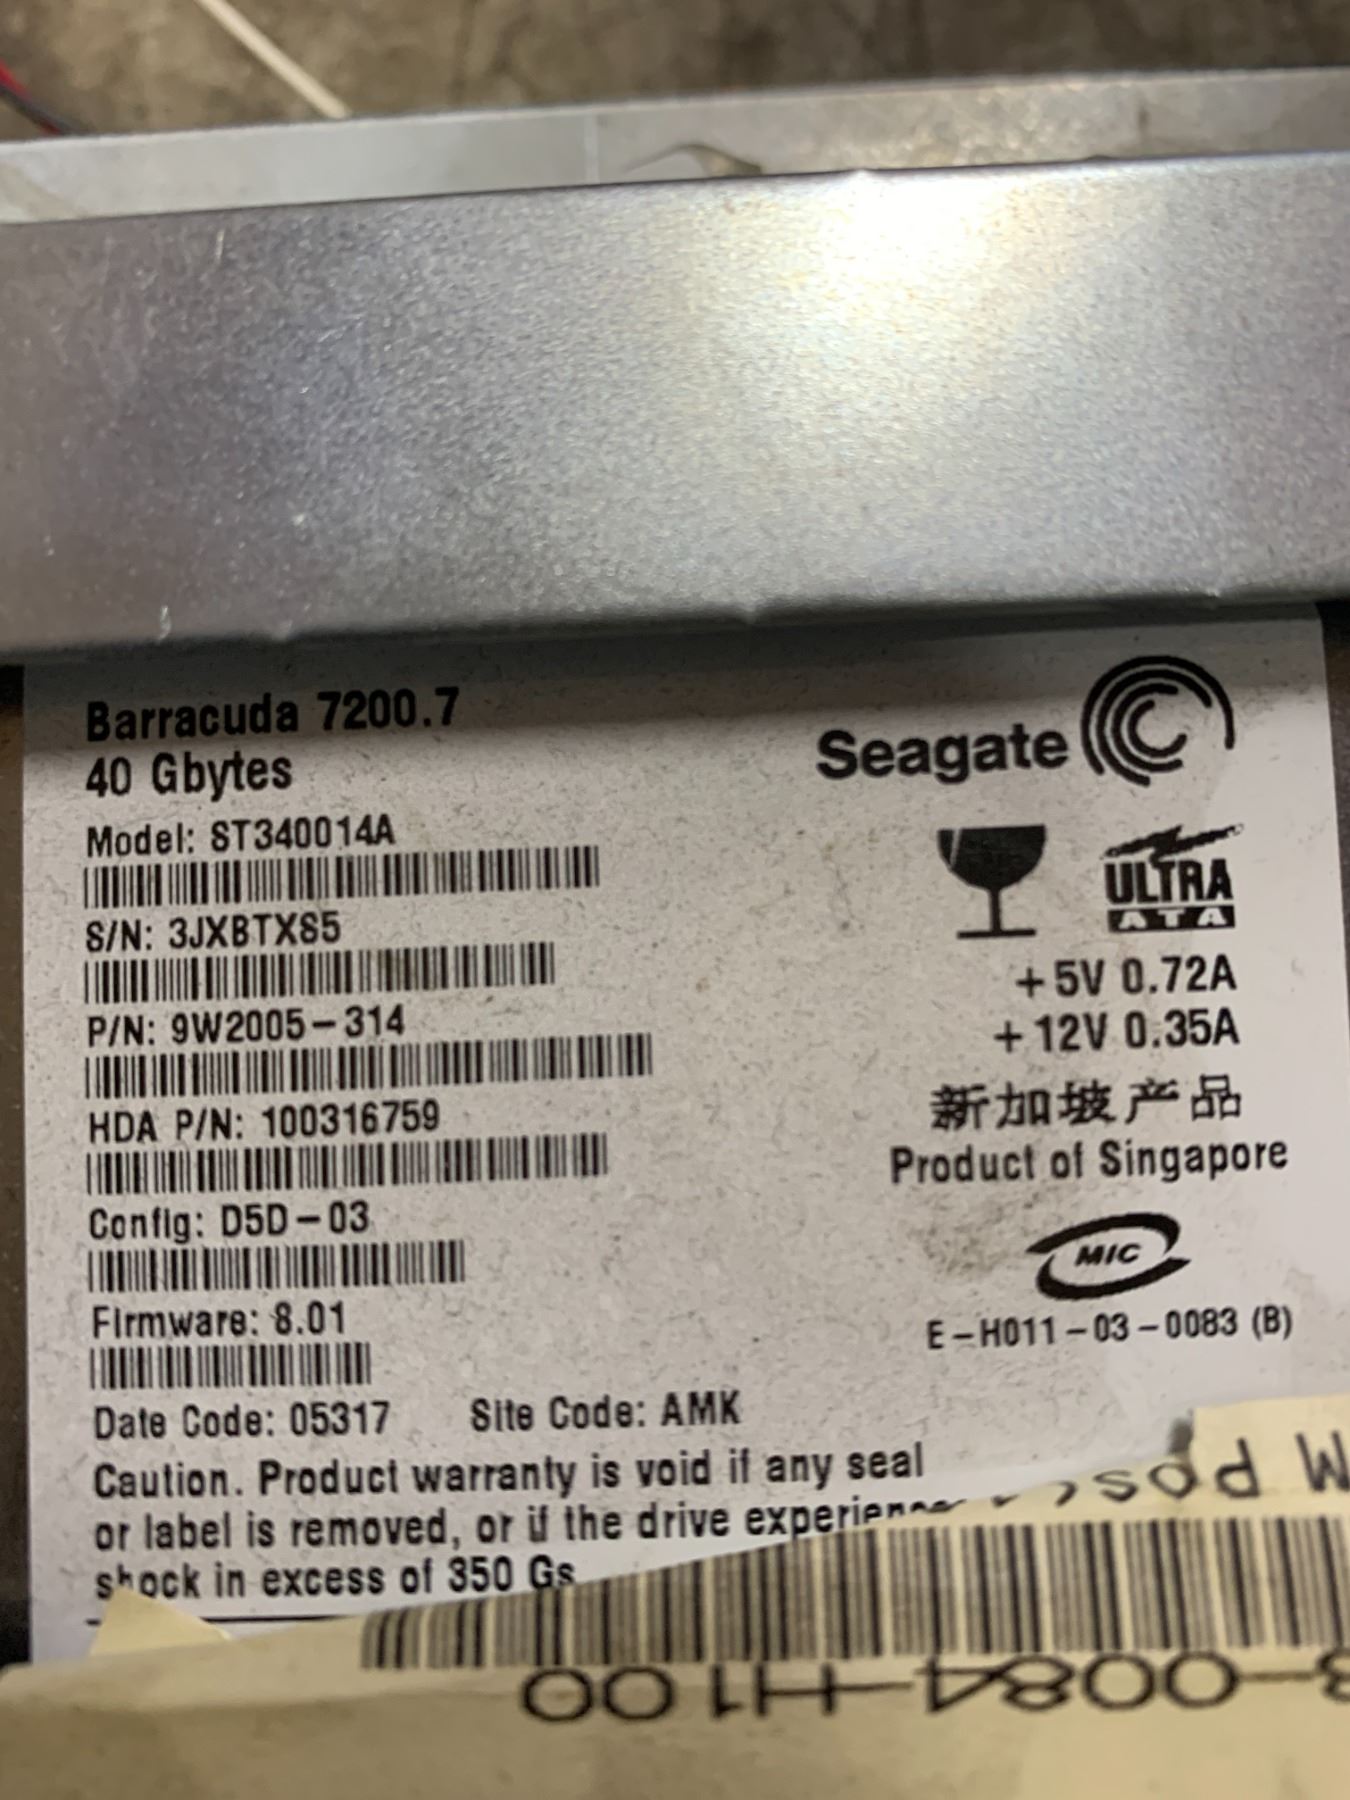 Barracuda 7200.7
40 Gbytes
Seagate
Model: ST340014A
ULTRA
ATA
S/N: 3JXBTXS5
+5V 0.72A
P/N: 9W2005-314
+12V 0.35A
HDA P/N: 100316759
新加坡产品
Product of Singapore
Config: D5D-03
MIC
Firmware: 8.01
E-H011-03-0083 (B)
Date Code: 05317 Site Code: AMK
Caution. Product warranty is void if any seal
or label is removed, or if the drive
shock in excess of 350 Gs
-0084-H100